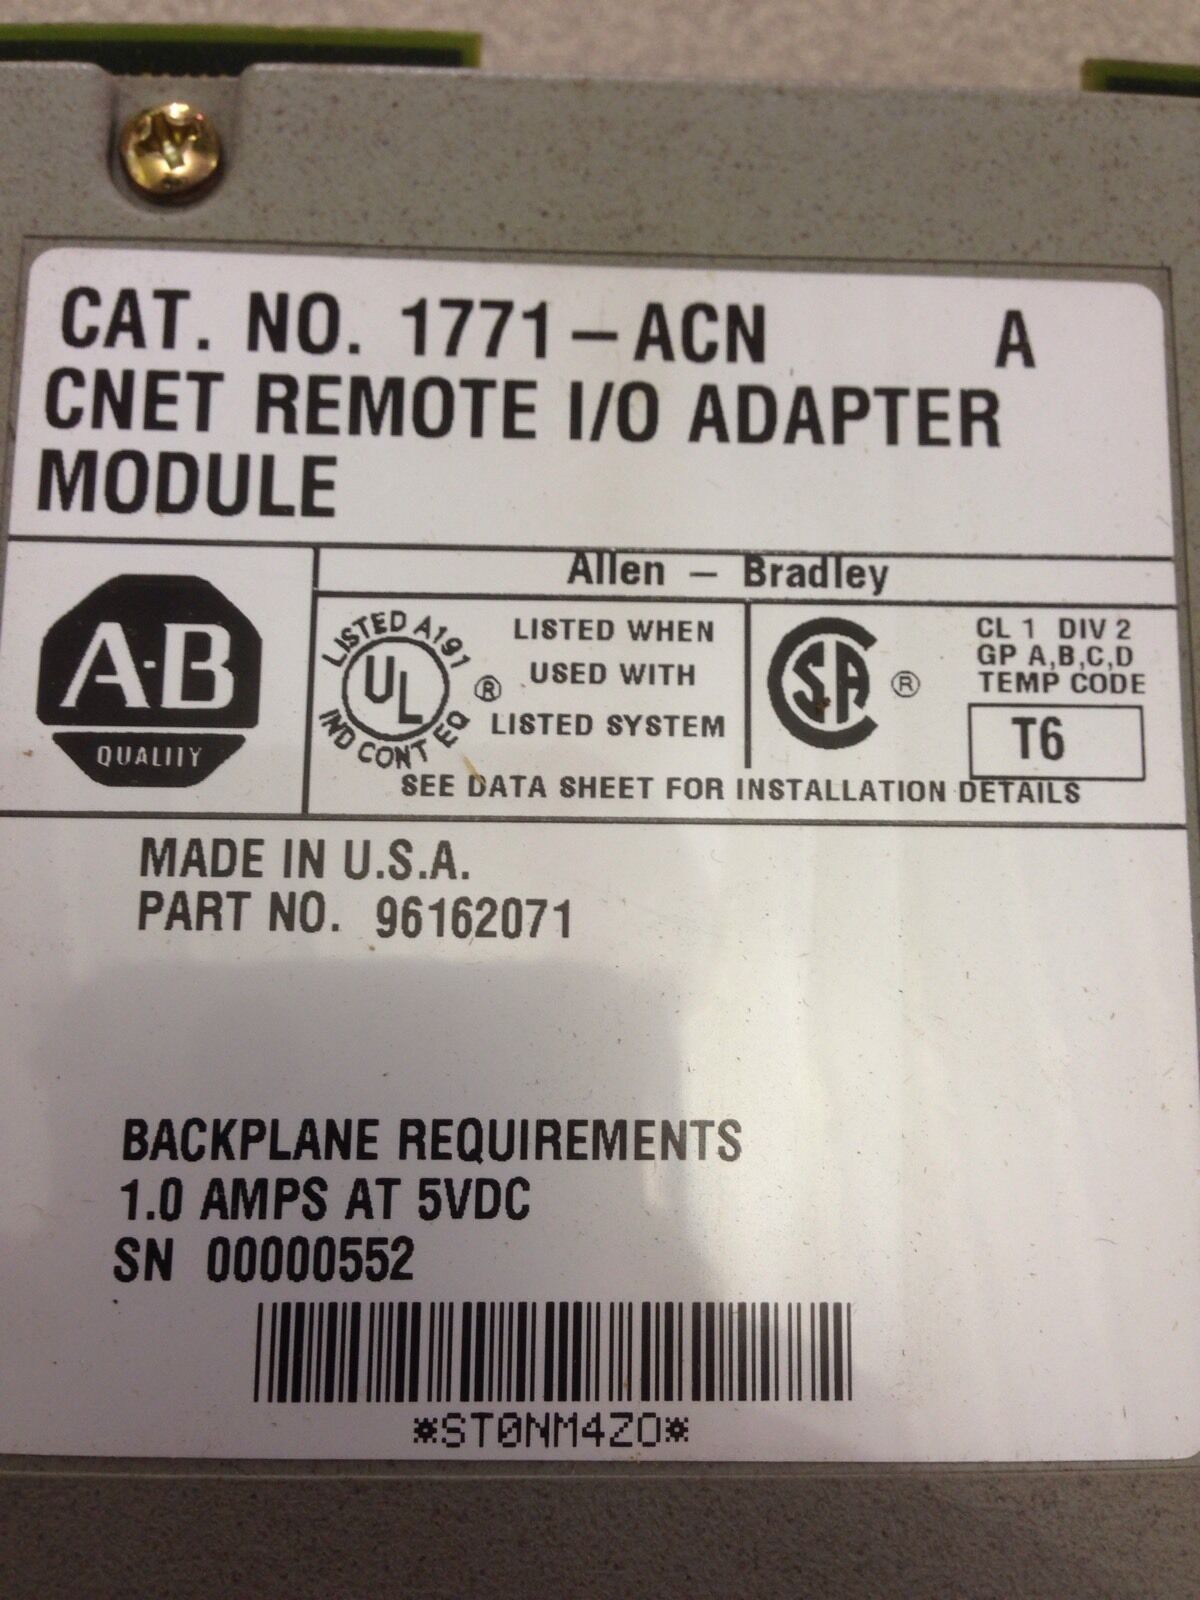 CAT. NO. 1771 – ACN A
CNET REMOTE I/O ADAPTER
MODULE
Allen – Bradley
A-B
QUALITY
LISTED A191
UL
®
IND CONT EQ
LISTED WHEN
USED WITH
LISTED SYSTEM
SA
®
CL 1 DIV 2
GP A,B,C,D
TEMP CODE
T6
SEE DATA SHEET FOR INSTALLATION DETAILS
MADE IN U.S.A.
PART NO. 96162071
BACKPLANE REQUIREMENTS
1.0 AMPS AT 5VDC
SN 00000552
*ST0NM4ZO*